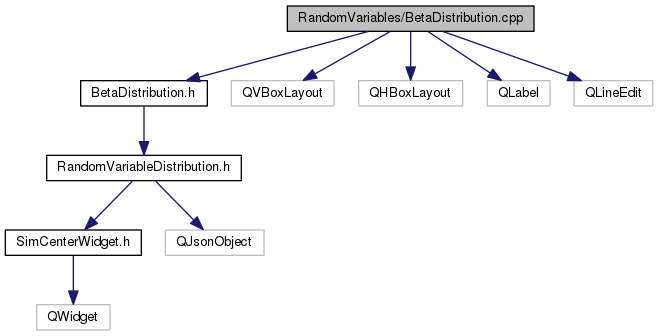 RandomVariables/BetaDistribution.cpp
BetaDistribution.h
QVBoxLayout
QHBoxLayout
QLabel
QLineEdit
RandomVariableDistribution.h
SimCenterWidget.h
QJsonObject
QWidget